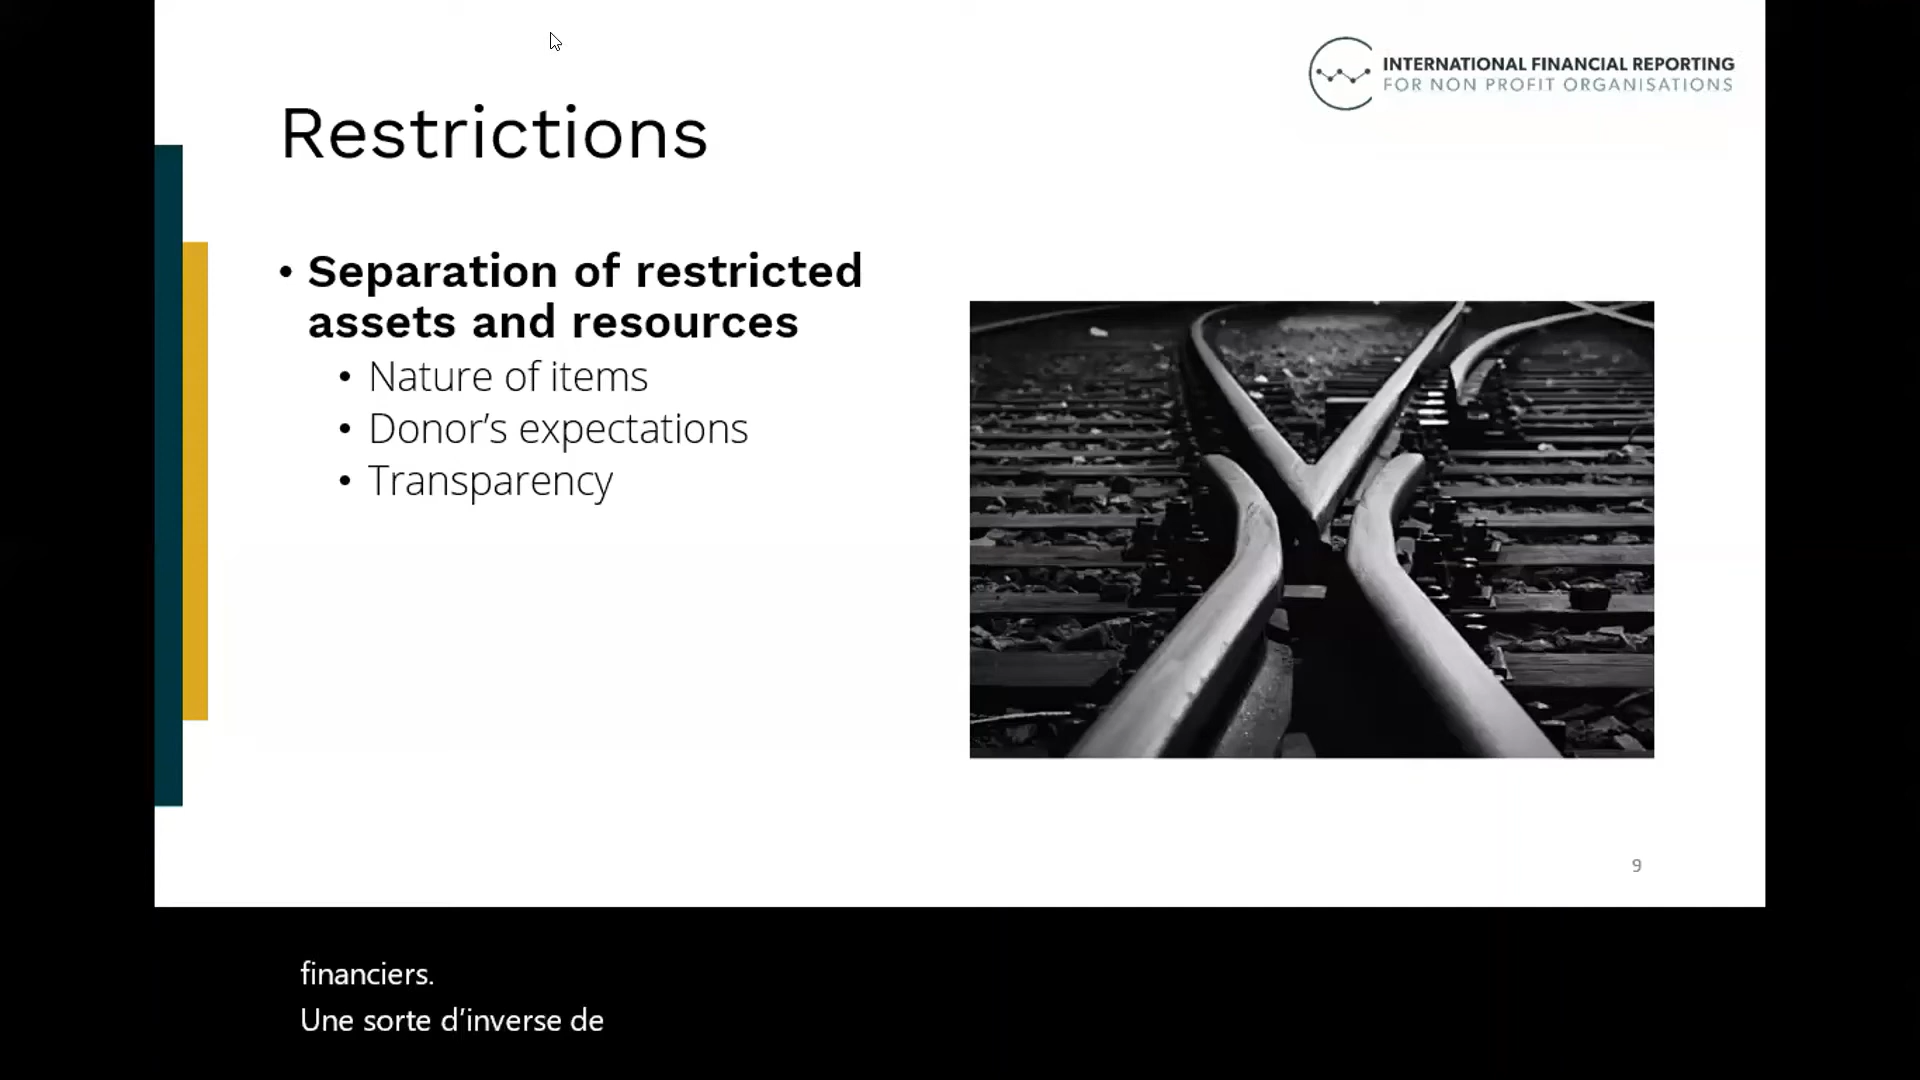 INTERNATIONAL FINANCIAL REPORTING
FOR NON PROFIT ORGANISATIONS
Restrictions
• Separation of restricted
assets and resources
• Nature of items
• Donor’s expectations
• Transparency
9
financiers.
Une sorte d’inverse de